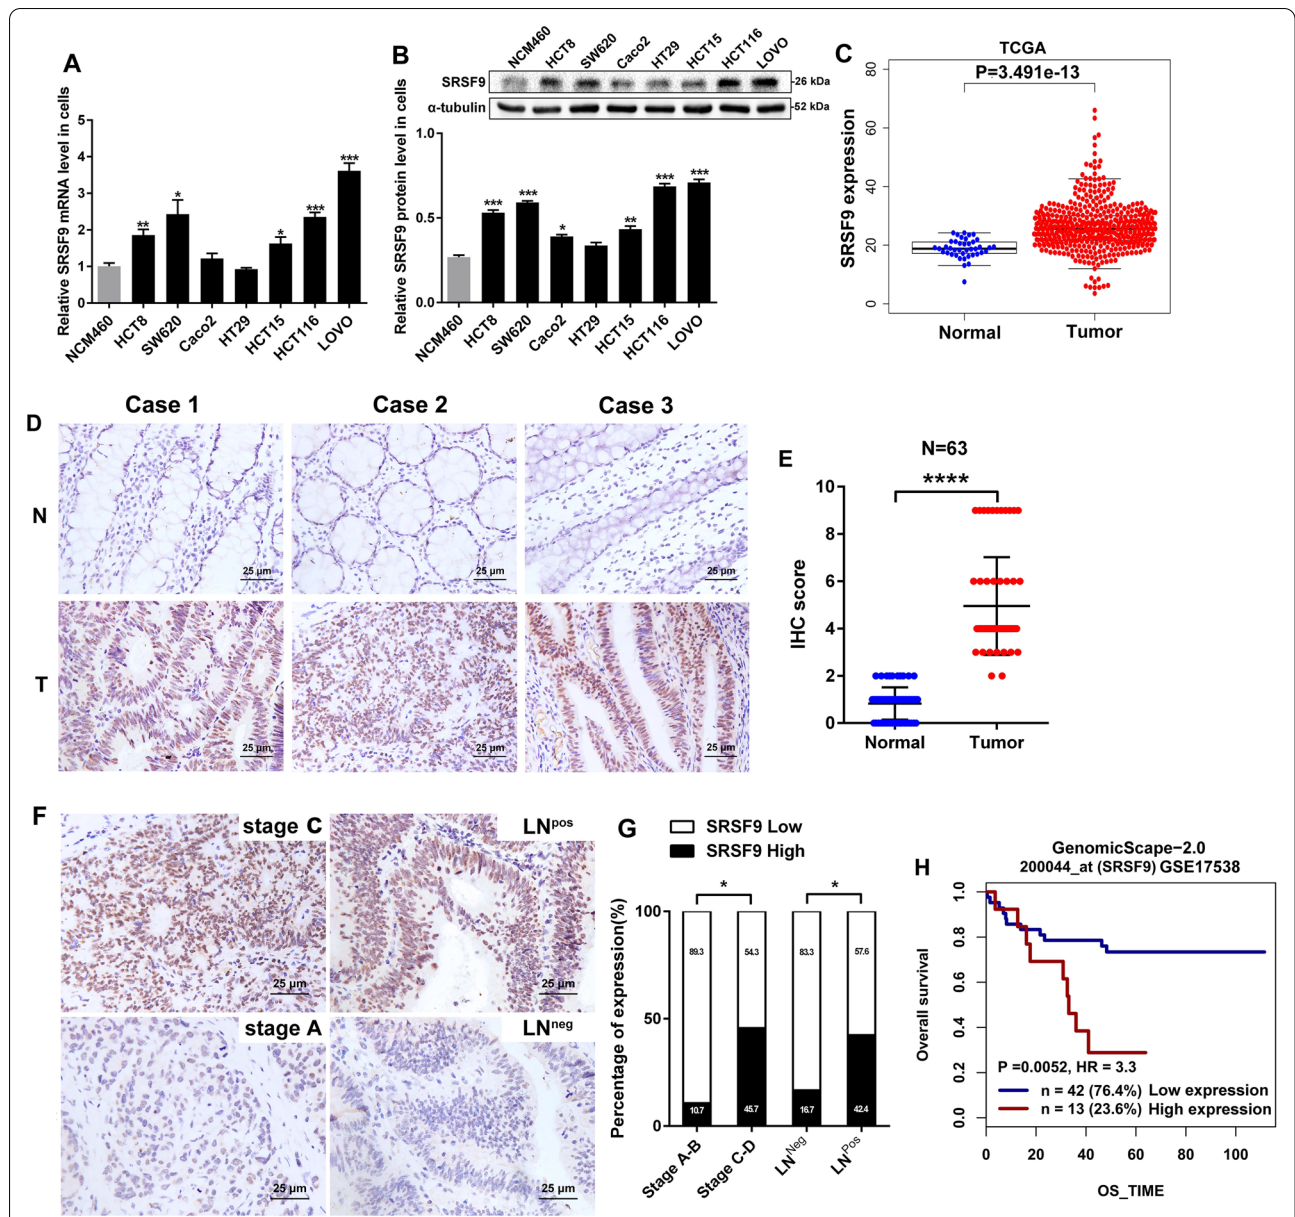 A
Relative SRSF9 mRNA level in cells
5
4
3
2
1
0
** * * *** ***
NCM460 HCT8 SW620 Caco2 HT29 HCT15 HCT116 LOVO
B
NCM460 HCT8 SW620 Caco2 HT29 HCT15 HCT116 LOVO
SRSF9 -26 kDa
α-tubulin -52 kDa
Relative SRSF9 protein level in cells
1.0
0.5
0.0
*** *** * ** *** ***
NCM460 HCT8 SW620 Caco2 HT29 HCT15 HCT116 LOVO
C
TCGA
P=3.491e-13
SRSF9 expression
80
60
40
20
0
Normal Tumor
D
Case 1 Case 2 Case 3
N
25 µm 25 µm 25 µm
T
25 µm 25 µm 25 µm
E
N=63
****
IHC score
10
8
6
4
2
0
Normal Tumor
F
stage C LNpos
25 µm 25 µm
stage A LNneg
25 µm 25 µm
G
SRSF9 Low
SRSF9 High
* *
Percentage of expression(%)
100
50
0
89.3 54.3 83.3 57.6
10.7 45.7 16.7 42.4
Stage A-B Stage C-D LNNeg LNPos
H
GenomicScape−2.0
200044_at (SRSF9) GSE17538
Overall survival
1.0
0.8
0.6
0.4
0.2
0.0
P =0.0052, HR = 3.3
n = 42 (76.4%) Low expression
n = 13 (23.6%) High expression
0 20 40 60 80 100
OS_TIME